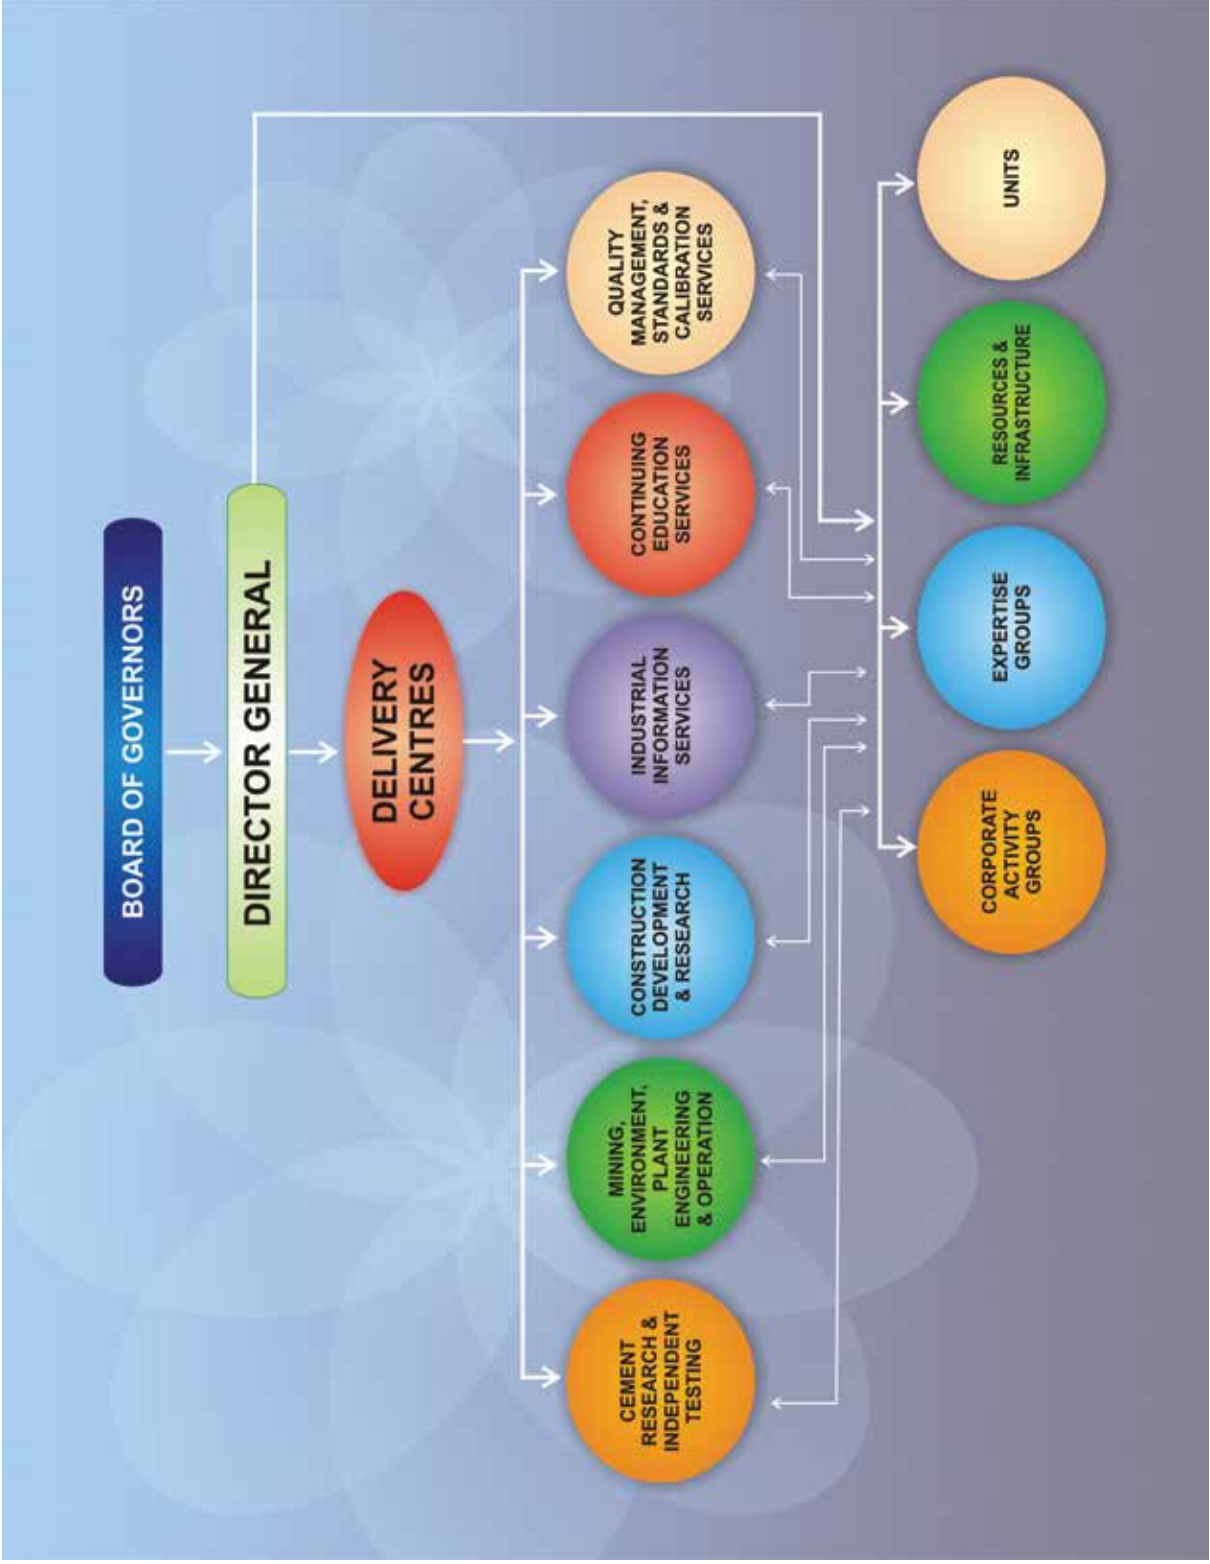 BOARD OF GOVERNORS
DIRECTOR GENERAL
DELIVERY
CENTRES
CEMENT
RESEARCH &
INDEPENDENT
TESTING
MINING,
ENVIRONMENT,
PLANT
ENGINEERING
& OPERATION
CONSTRUCTION
DEVELOPMENT
& RESEARCH
INDUSTRIAL
INFORMATION
SERVICES
CONTINUING
EDUCATION
SERVICES
QUALITY
MANAGEMENT,
STANDARDS &
CALIBRATION
SERVICES
CORPORATE
ACTIVITY
GROUPS
EXPERTISE
GROUPS
RESOURCES &
INFRASTRUCTURE
UNITS